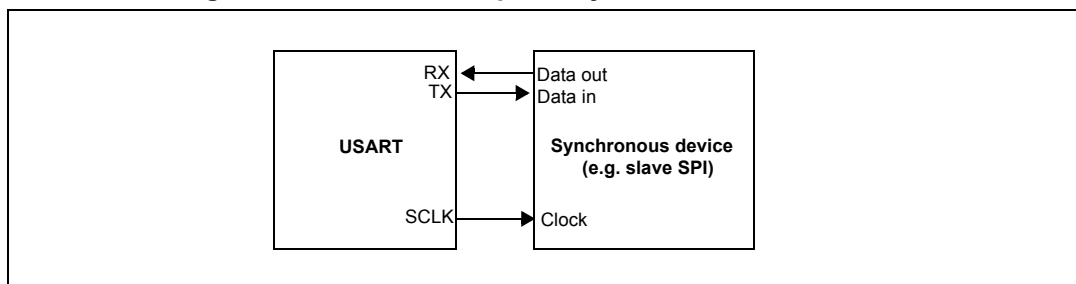 RX
Data out
TX
Data in
USART
Synchronous device
(e.g. slave SPI)
SCLK
Clock